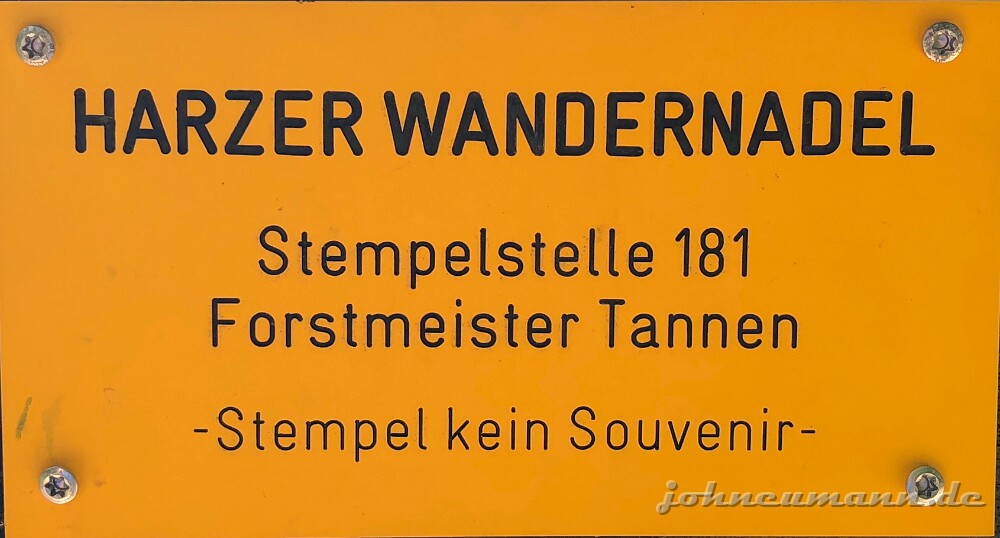 HARZER WANDERNADEL
Stempelstelle 181
Forstmeister Tannen
-Stempel kein Souvenir-
johneumann.de